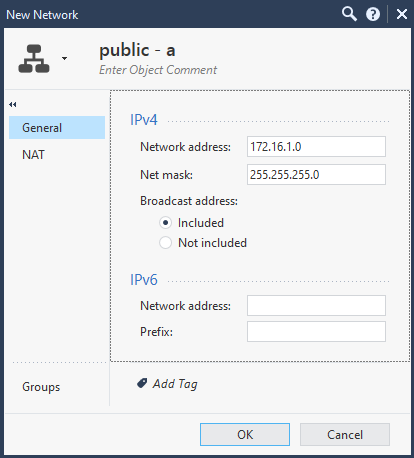 New Network
public - a
Enter Object Comment
General
NAT
IPv4
Network address: 172.16.1.0
Net mask: 255.255.255.0
Broadcast address:
Included
Not included
IPv6
Network address:
Prefix:
Groups
Add Tag
OK Cancel